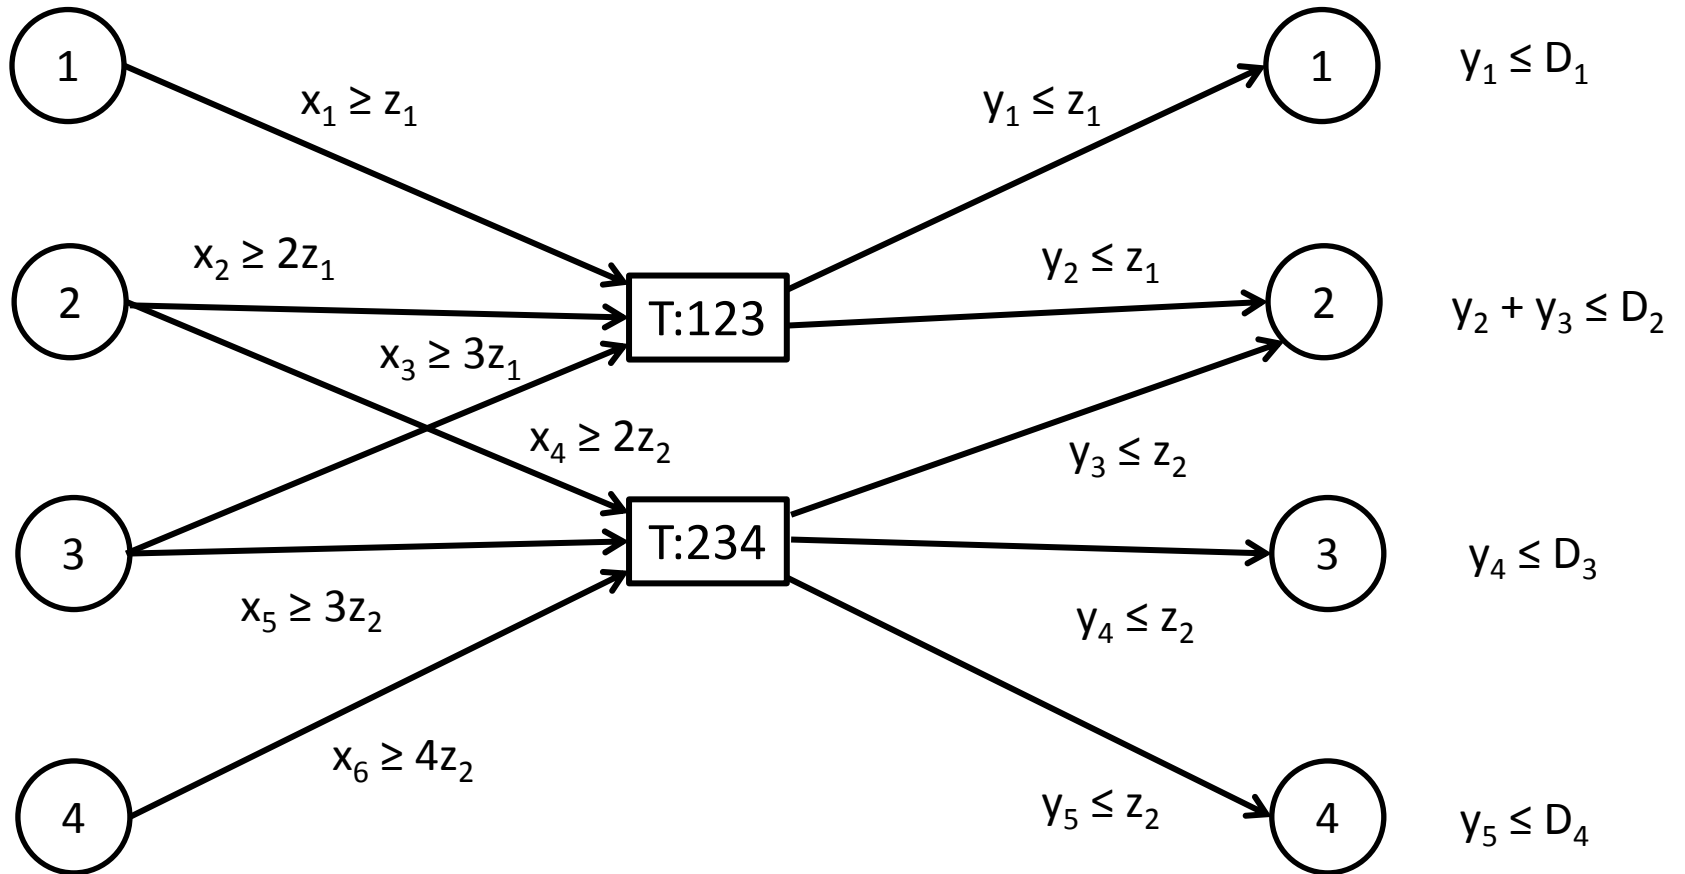 1
x₁ ≥ z₁
y₁ ≤ z₁
1
y₁ ≤ D₁
2
x₂ ≥ 2z₁
T:123
y₂ ≤ z₁
2
y₂ + y₃ ≤ D₂
x₃ ≥ 3z₁
x₄ ≥ 2z₂
y₃ ≤ z₂
3
x₅ ≥ 3z₂
T:234
y₄ ≤ z₂
3
y₄ ≤ D₃
4
x₆ ≥ 4z₂
y₅ ≤ z₂
4
y₅ ≤ D₄